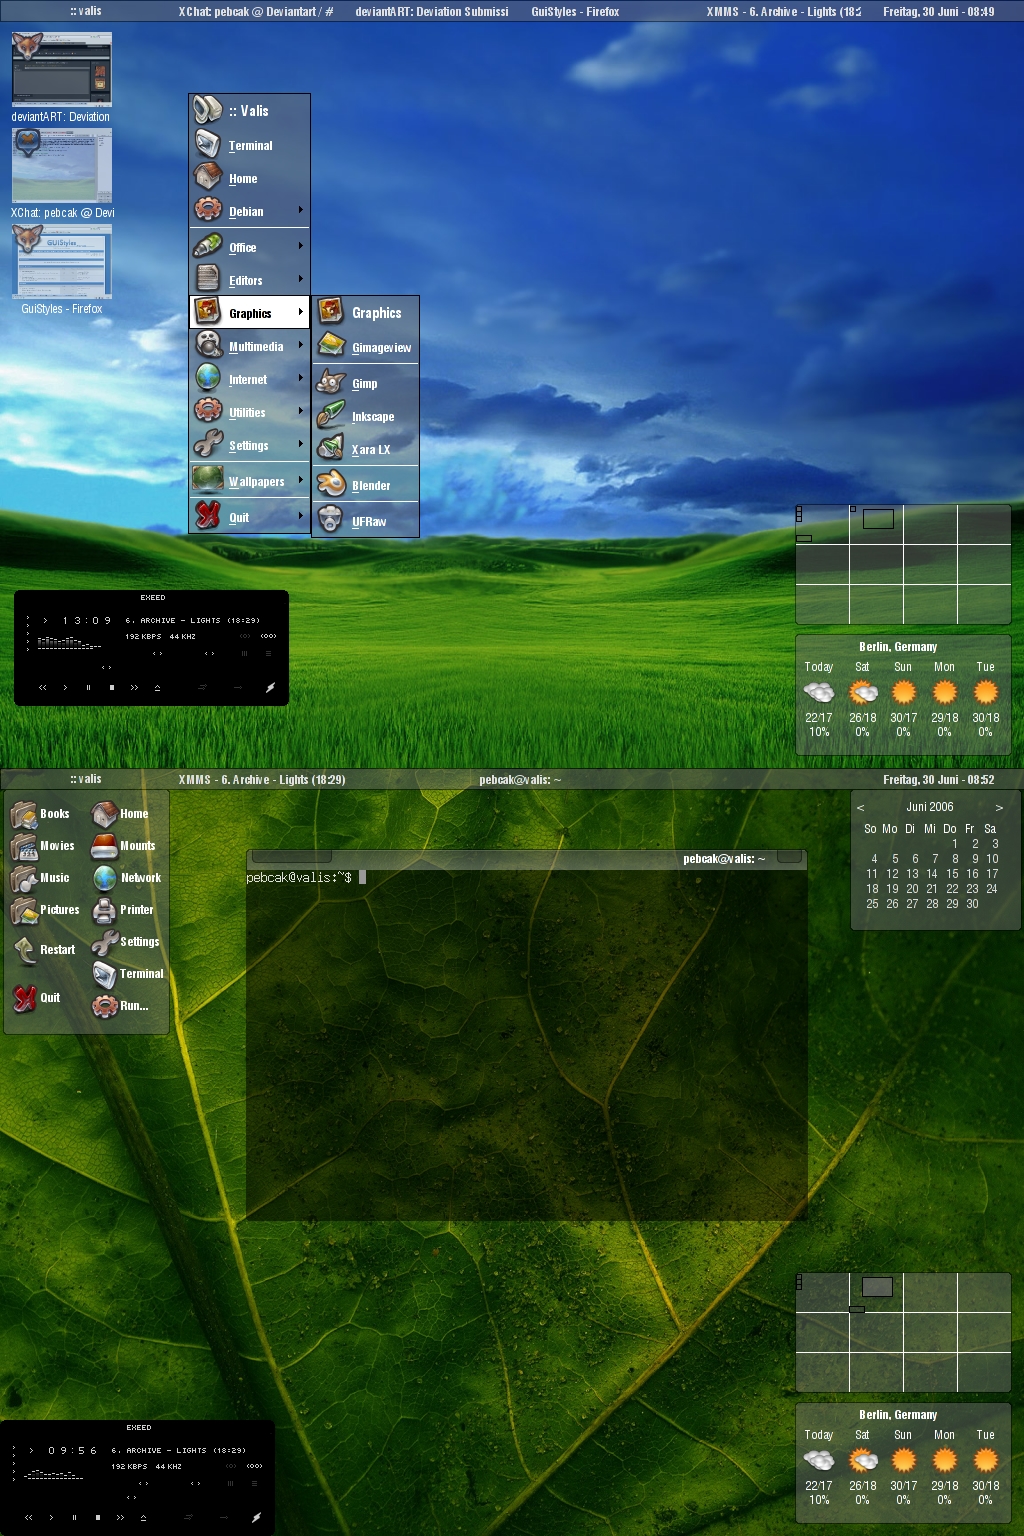 :: valis
XChat: pebcak @ Deviantart / #
deviantART: Deviation Submissi
GuiStyles - Firefox
XMMS - 6. Archive - Lights (18:2
Freitag, 30 Juni - 08:49
deviantART: Deviation
XChat: pebcak @ Devi
GUIStyles
GuiStyles - Firefox
:: Valis
Terminal
Home
Debian
Office
Editors
Graphics
Multimedia
Internet
Utilities
Settings
Wallpapers
Quit
Graphics
Gimageview
Gimp
Inkscape
Xara LX
Blender
UFRaw
EXEED
13:09 6. ARCHIVE - LIGHTS (18:29)
192 KBPS 44 KHZ
Berlin, Germany
Today Sat Sun Mon Tue
22/17 26/18 30/17 29/18 30/18
10% 0% 0% 0% 0%
:: valis
XMMS - 6. Archive - Lights (18:29)
pebcak@valis: ~
Freitag, 30 Juni - 08:52
Books
Movies
Music
Pictures
Restart
Quit
Home
Mounts
Network
Printer
Settings
Terminal
Run...
pebcak@valis: ~
pebcak@valis:~$
< Juni 2006 >
So Mo Di Mi Do Fr Sa
1 2 3
4 5 6 7 8 9 10
11 12 13 14 15 16 17
18 19 20 21 22 23 24
25 26 27 28 29 30
EXEED
09:56 6. ARCHIVE - LIGHTS (18:29)
192 KBPS 44 KHZ
Berlin, Germany
Today Sat Sun Mon Tue
22/17 26/18 30/17 29/18 30/18
10% 0% 0% 0% 0%